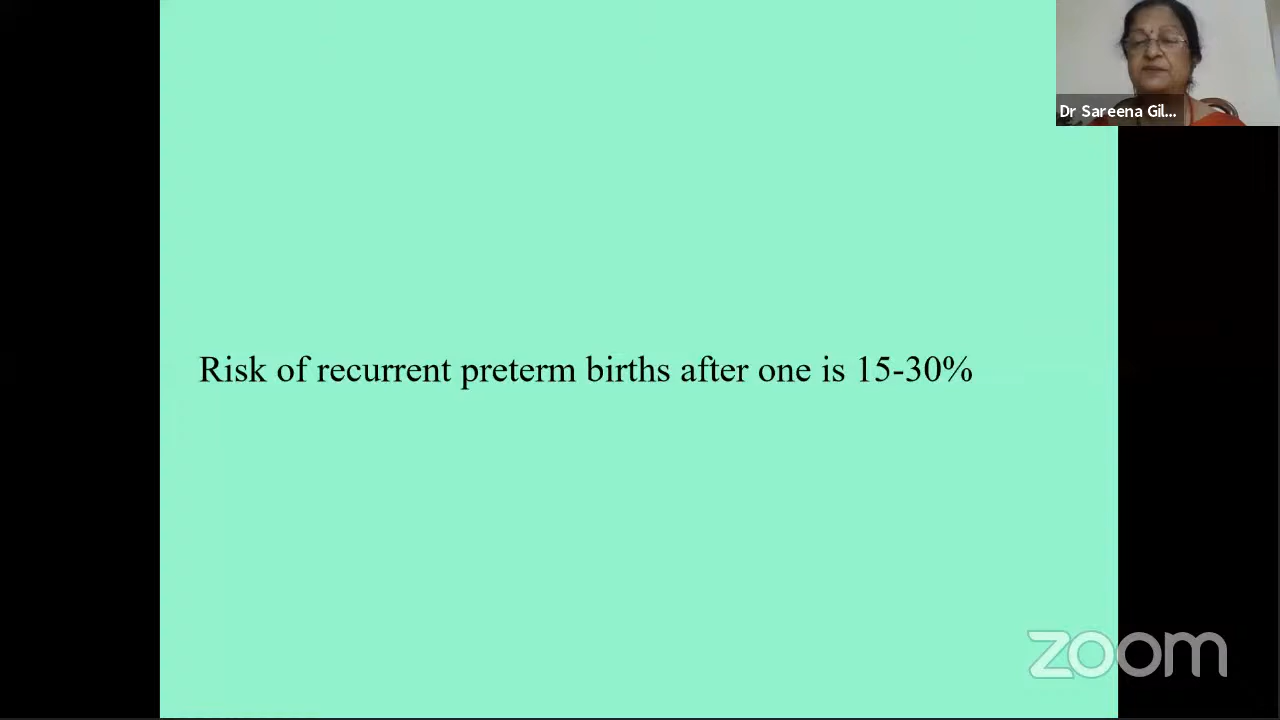 Dr Sareena Gil...
Risk of recurrent preterm births after one is 15-30%
zoom